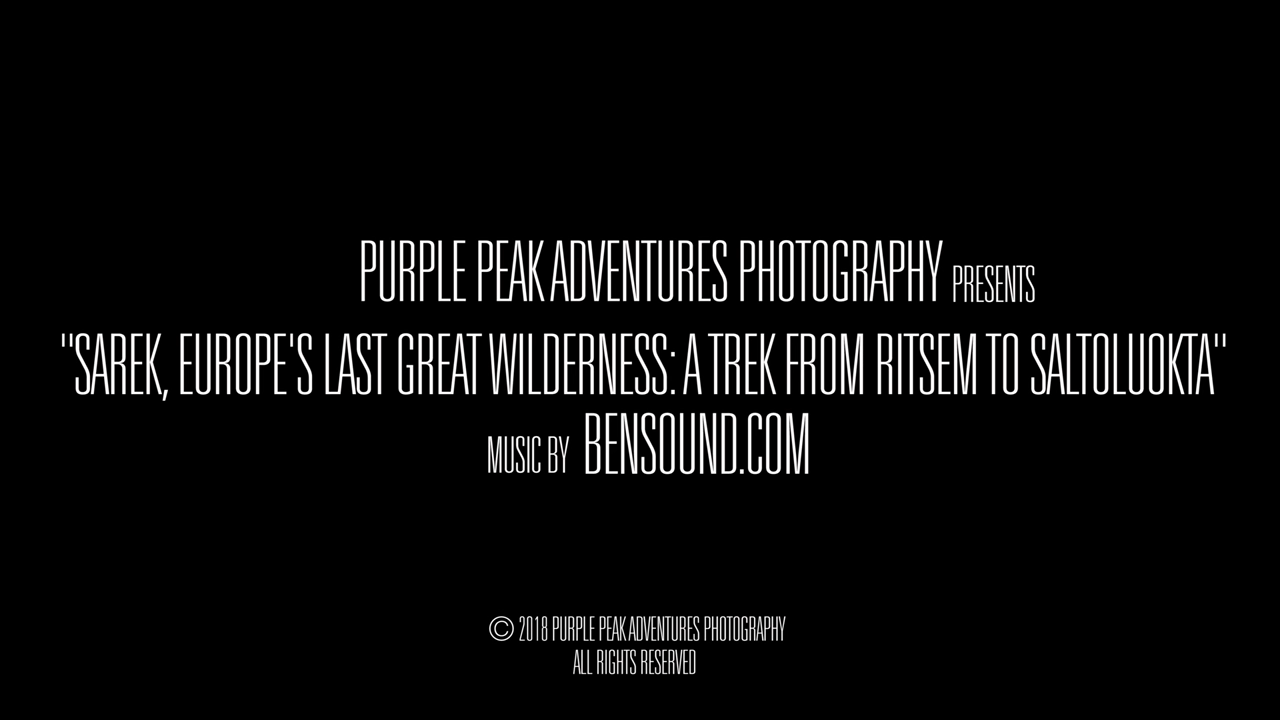 PURPLE PEAK ADVENTURES PHOTOGRAPHY PRESENTS
"SAREK, EUROPE'S LAST GREAT WILDERNESS: A TREK FROM RITSEM TO SALTOLUOKTA"
MUSIC BY BENSOUND.COM
© 2018 PURPLE PEAK ADVENTURES PHOTOGRAPHY
ALL RIGHTS RESERVED